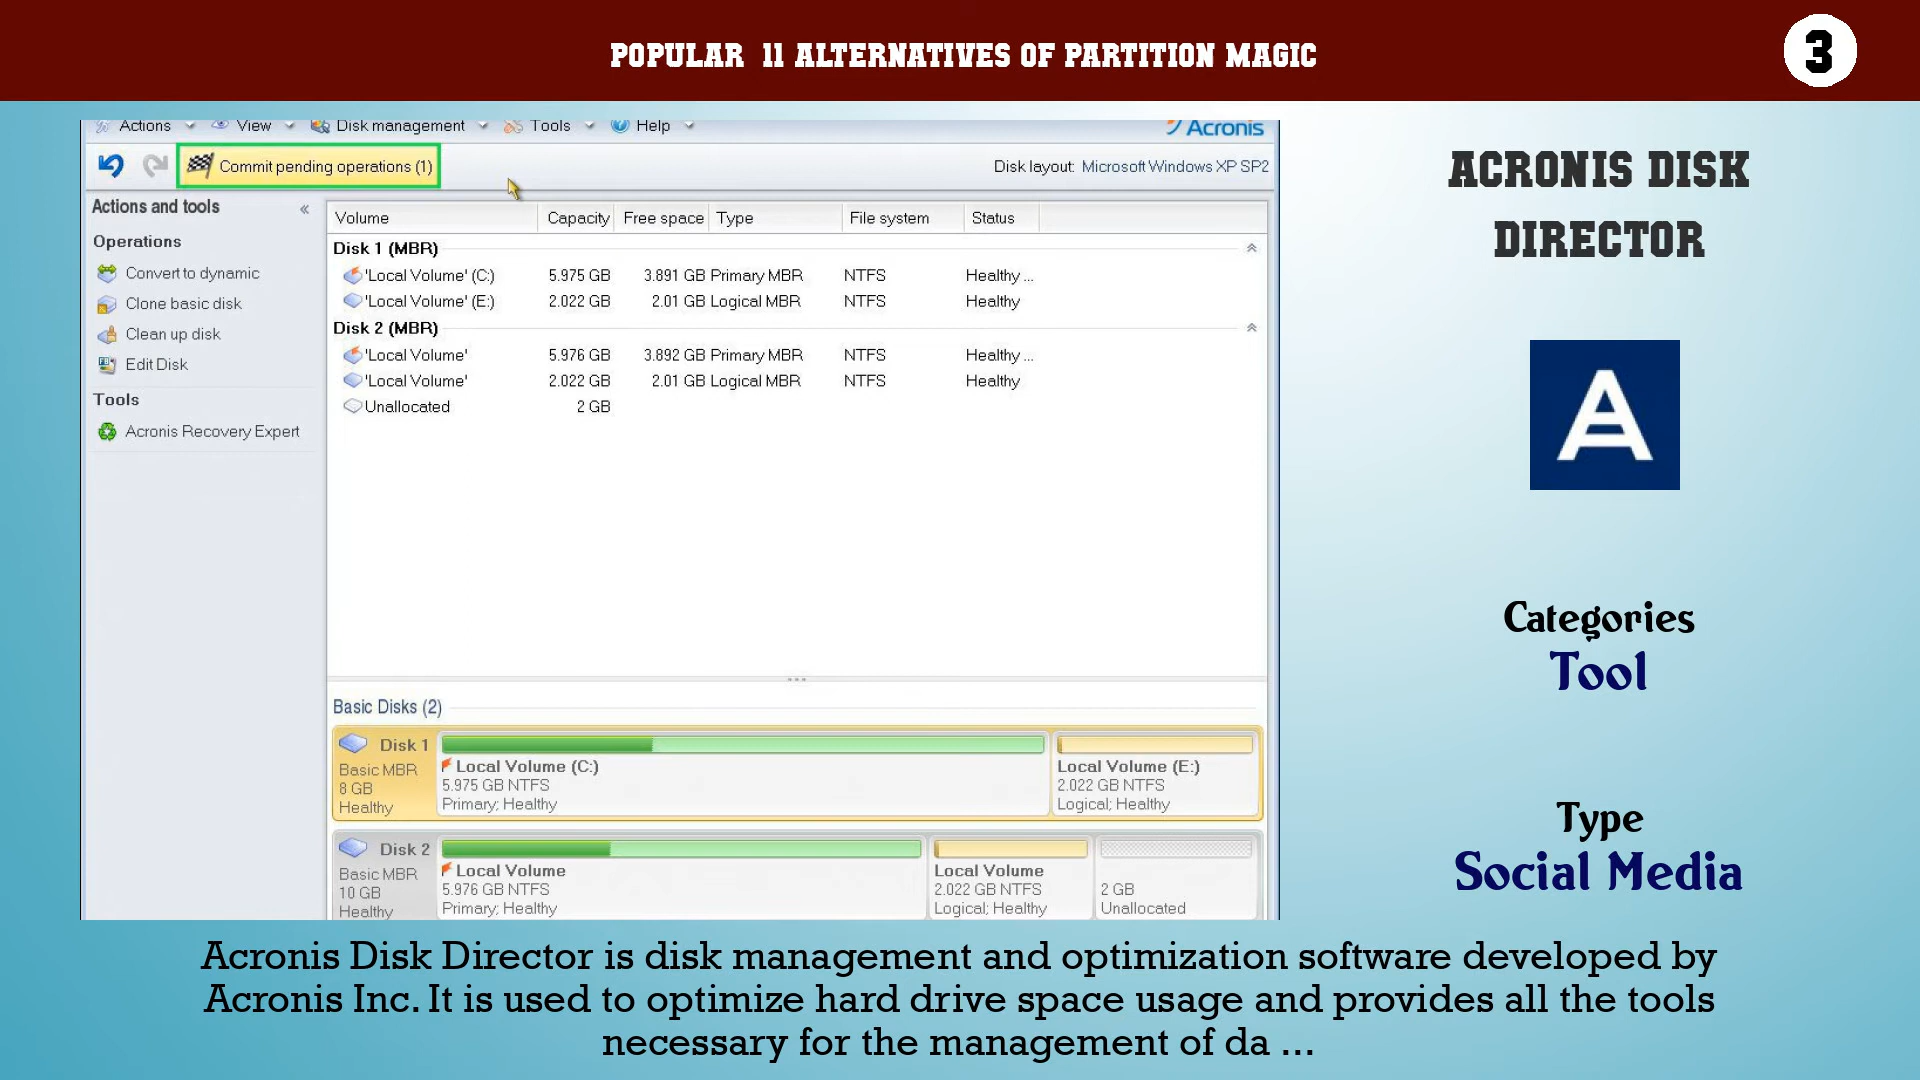 POPULAR 11 ALTERNATIVES OF PARTITION MAGIC
3
Actions View Disk management Tools Help Acronis
Commit pending operations (1) Disk layout: Microsoft Windows XP SP2
Actions and tools «
Operations
Convert to dynamic
Clone basic disk
Clean up disk
Edit Disk
Tools
Acronis Recovery Expert
Volume Capacity Free space Type File system Status
Disk 1 (MBR)
'Local Volume' (C:) 5.975 GB 3.891 GB Primary MBR NTFS Healthy ...
'Local Volume' (E:) 2.022 GB 2.01 GB Logical MBR NTFS Healthy
Disk 2 (MBR)
'Local Volume' 5.976 GB 3.892 GB Primary MBR NTFS Healthy ...
'Local Volume' 2.022 GB 2.01 GB Logical MBR NTFS Healthy
Unallocated 2 GB
Basic Disks (2)
Disk 1
Basic MBR
8 GB
Healthy
Local Volume (C:)
5.975 GB NTFS
Primary; Healthy
Local Volume (E:)
2.022 GB NTFS
Logical; Healthy
Disk 2
Basic MBR
10 GB
Healthy
Local Volume
5.976 GB NTFS
Primary; Healthy
Local Volume
2.022 GB NTFS
Logical; Healthy
2 GB
Unallocated
ACRONIS DISK
DIRECTOR
A
Categories
Tool
Type
Social Media
Acronis Disk Director is disk management and optimization software developed by
Acronis Inc. It is used to optimize hard drive space usage and provides all the tools
necessary for the management of da ...